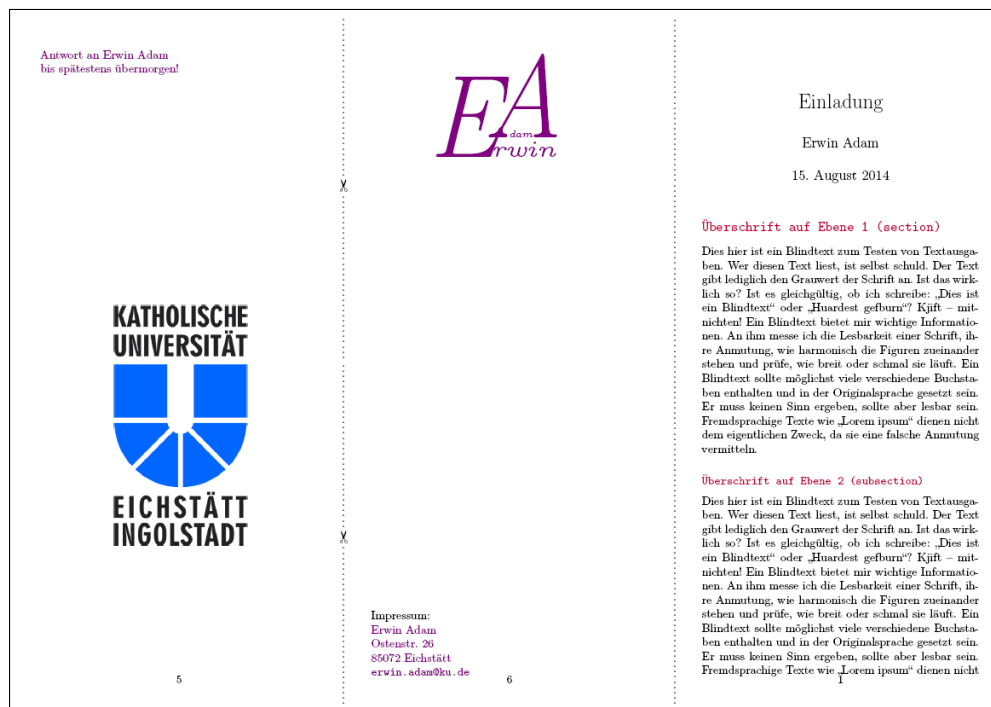 Antwort an Erwin Adam
bis spätestens übermorgen!
KATHOLISCHE
UNIVERSITÄT
EICHSTÄTT
INGOLSTADT
5
EA
dam
rwin
Impressum:
Erwin Adam
Ostenstr. 26
85072 Eichstätt
erwin.adam@ku.de
6
Einladung
Erwin Adam
15. August 2014
Überschrift auf Ebene 1 (section)
Dies hier ist ein Blindtext zum Testen von Textausga-
ben. Wer diesen Text liest, ist selbst schuld. Der Text
gibt lediglich den Grauwert der Schrift an. Ist das wirk-
lich so? Ist es gleichgültig, ob ich schreibe: „Dies ist
ein Blindtext“ oder „Huardest gefburn“? Kjift – mit-
nichten! Ein Blindtext bietet mir wichtige Informatio-
nen. An ihm messe ich die Lesbarkeit einer Schrift, ih-
re Anmutung, wie harmonisch die Figuren zueinander
stehen und prüfe, wie breit oder schmal sie läuft. Ein
Blindtext sollte möglichst viele verschiedene Buchsta-
ben enthalten und in der Originalsprache gesetzt sein.
Er muss keinen Sinn ergeben, sollte aber lesbar sein.
Fremdsprachige Texte wie „Lorem ipsum“ dienen nicht
dem eigentlichen Zweck, da sie eine falsche Anmutung
vermitteln.
Überschrift auf Ebene 2 (subsection)
Dies hier ist ein Blindtext zum Testen von Textausga-
ben. Wer diesen Text liest, ist selbst schuld. Der Text
gibt lediglich den Grauwert der Schrift an. Ist das wirk-
lich so? Ist es gleichgültig, ob ich schreibe: „Dies ist
ein Blindtext“ oder „Huardest gefburn“? Kjift – mit-
nichten! Ein Blindtext bietet mir wichtige Informatio-
nen. An ihm messe ich die Lesbarkeit einer Schrift, ih-
re Anmutung, wie harmonisch die Figuren zueinander
stehen und prüfe, wie breit oder schmal sie läuft. Ein
Blindtext sollte möglichst viele verschiedene Buchsta-
ben enthalten und in der Originalsprache gesetzt sein.
Er muss keinen Sinn ergeben, sollte aber lesbar sein.
Fremdsprachige Texte wie „Lorem ipsum“ dienen nicht
1